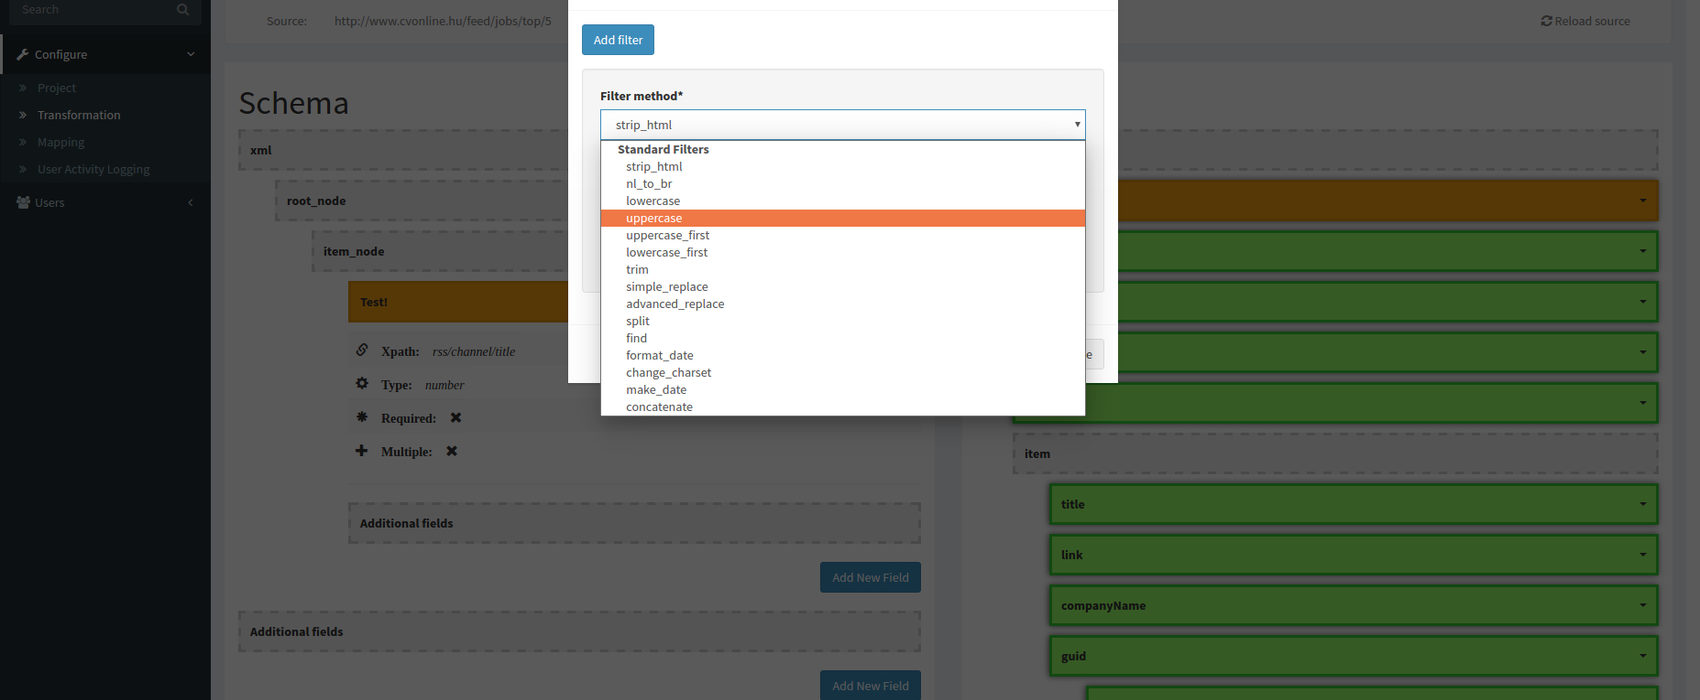 Search
Source: http://www.cvonline.hu/feed/jobs/top/5
Reload source
Configure
Project
Transformation
Mapping
User Activity Logging
Users
Add filter
Filter method*
strip_html
Standard Filters
strip_html
nl_to_br
lowercase
uppercase
uppercase_first
lowercase_first
trim
simple_replace
advanced_replace
split
find
format_date
change_charset
make_date
concatenate
Schema
xml
root_node
item_node
Test!
Xpath: rss/channel/title
Type: number
Required:
Multiple:
Additional fields
Add New Field
Additional fields
Add New Field
e
item
title
link
companyName
guid